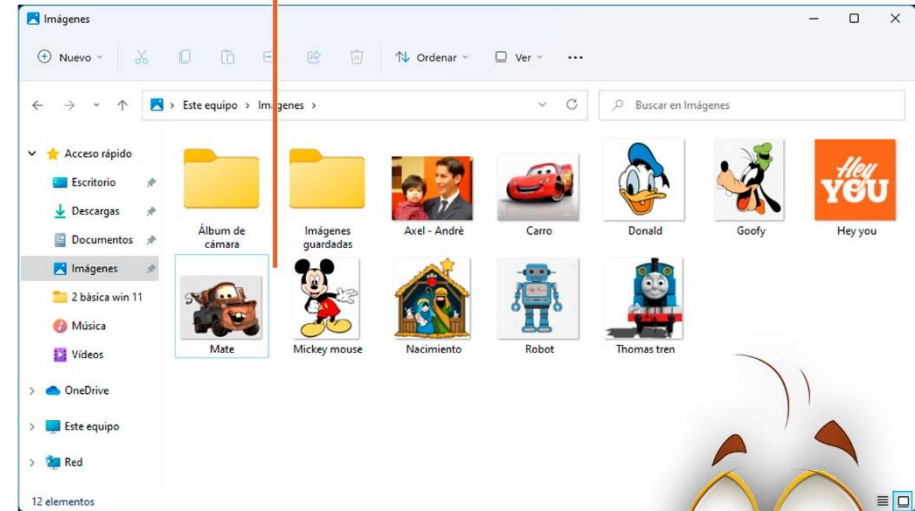 Imágenes
Nuevo
Ordenar
Ver
Este equipo > Imágenes >
Buscar en Imágenes
Acceso rápido
Escritorio
Descargas
Documentos
Imágenes
2 bàsica win 11
Música
Vídeos
OneDrive
Este equipo
Red
Álbum de
cámara
Imágenes
guardadas
Axel - Andrè
Carro
Donald
Goofy
Hey
YOU
Hey you
Mate
Mickey mouse
Nacimiento
Robot
Thomas tren
12 elementos